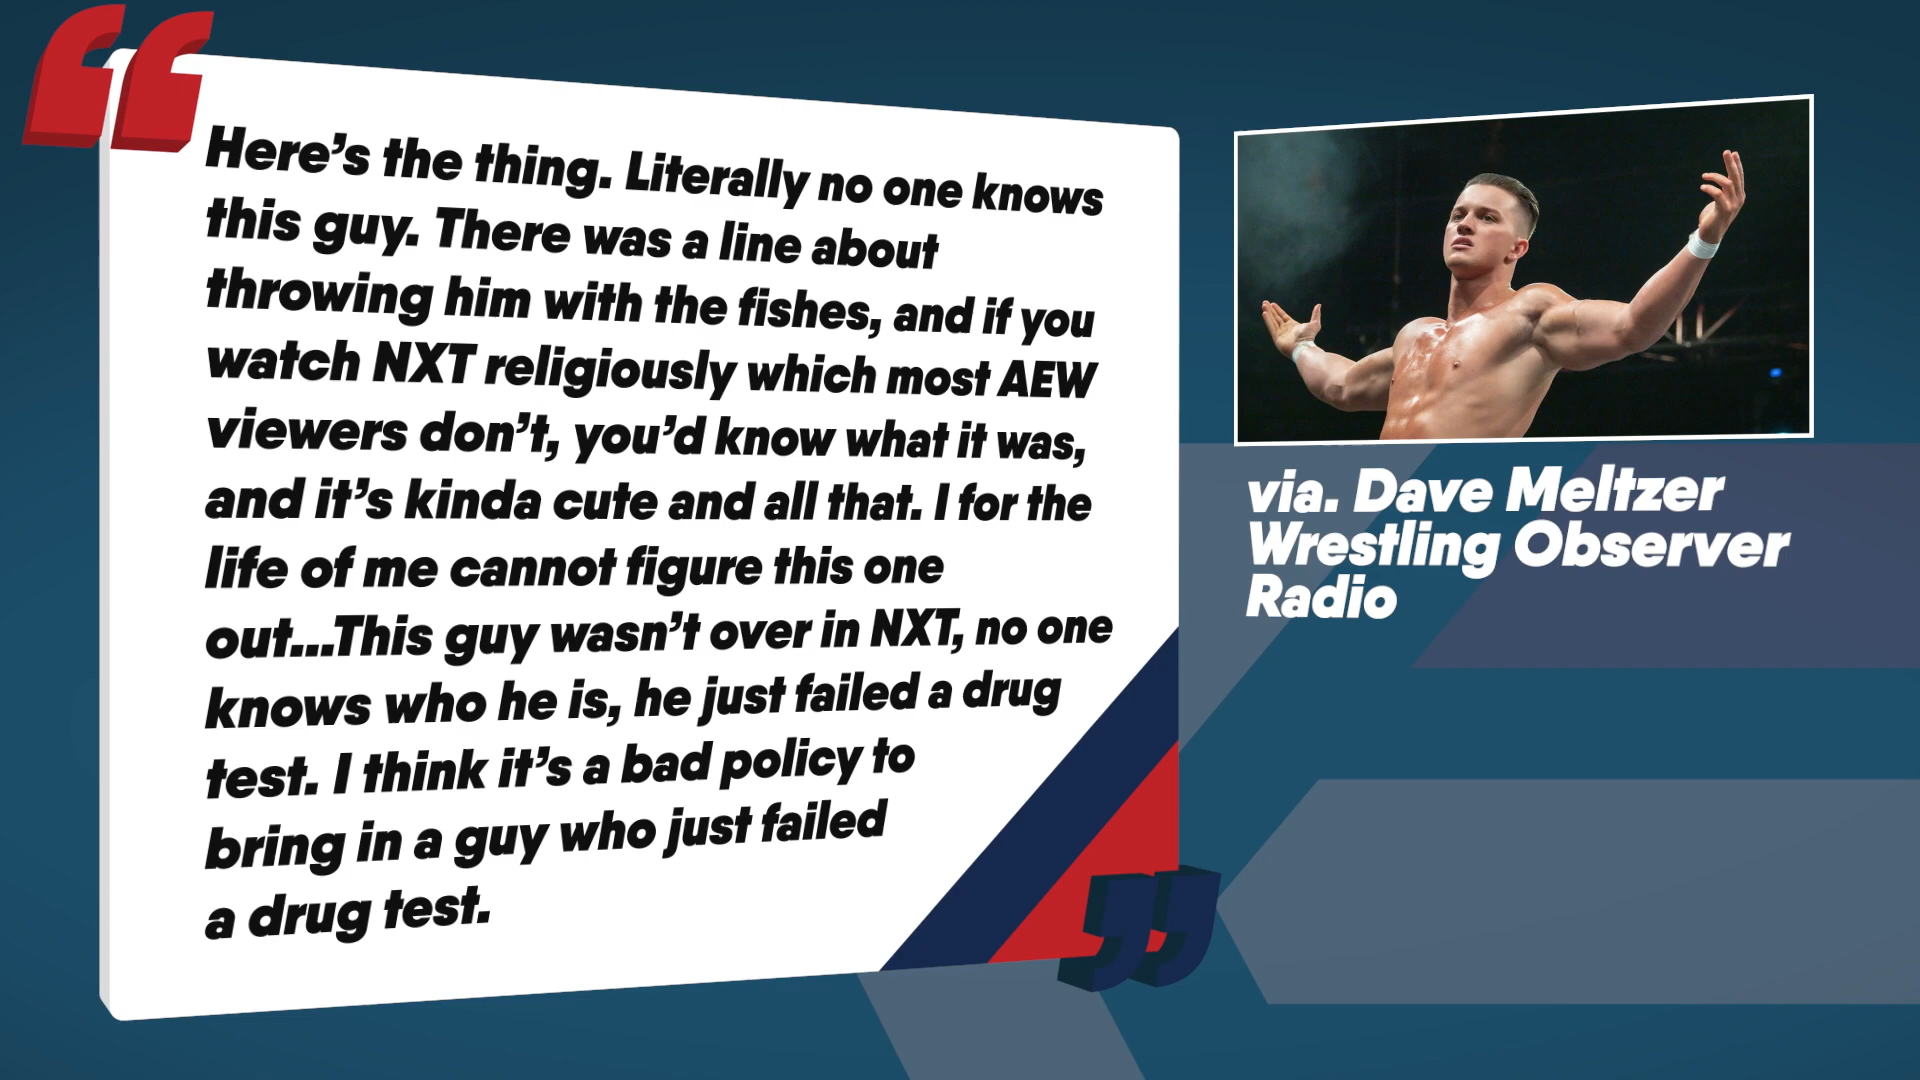 Here's the thing. Literally no one knows
this guy. There was a line about
throwing him with the fishes, and if you
watch NXT religiously which most AEW
viewers don't, you'd know what it was,
and it's kinda cute and all that. I for the
life of me cannot figure this one
out...This guy wasn't over in NXT, no one
knows who he is, he just failed a drug
test. I think it's a bad policy to
bring in a guy who just failed
a drug test.
via. Dave Meltzer
Wrestling Observer
Radio